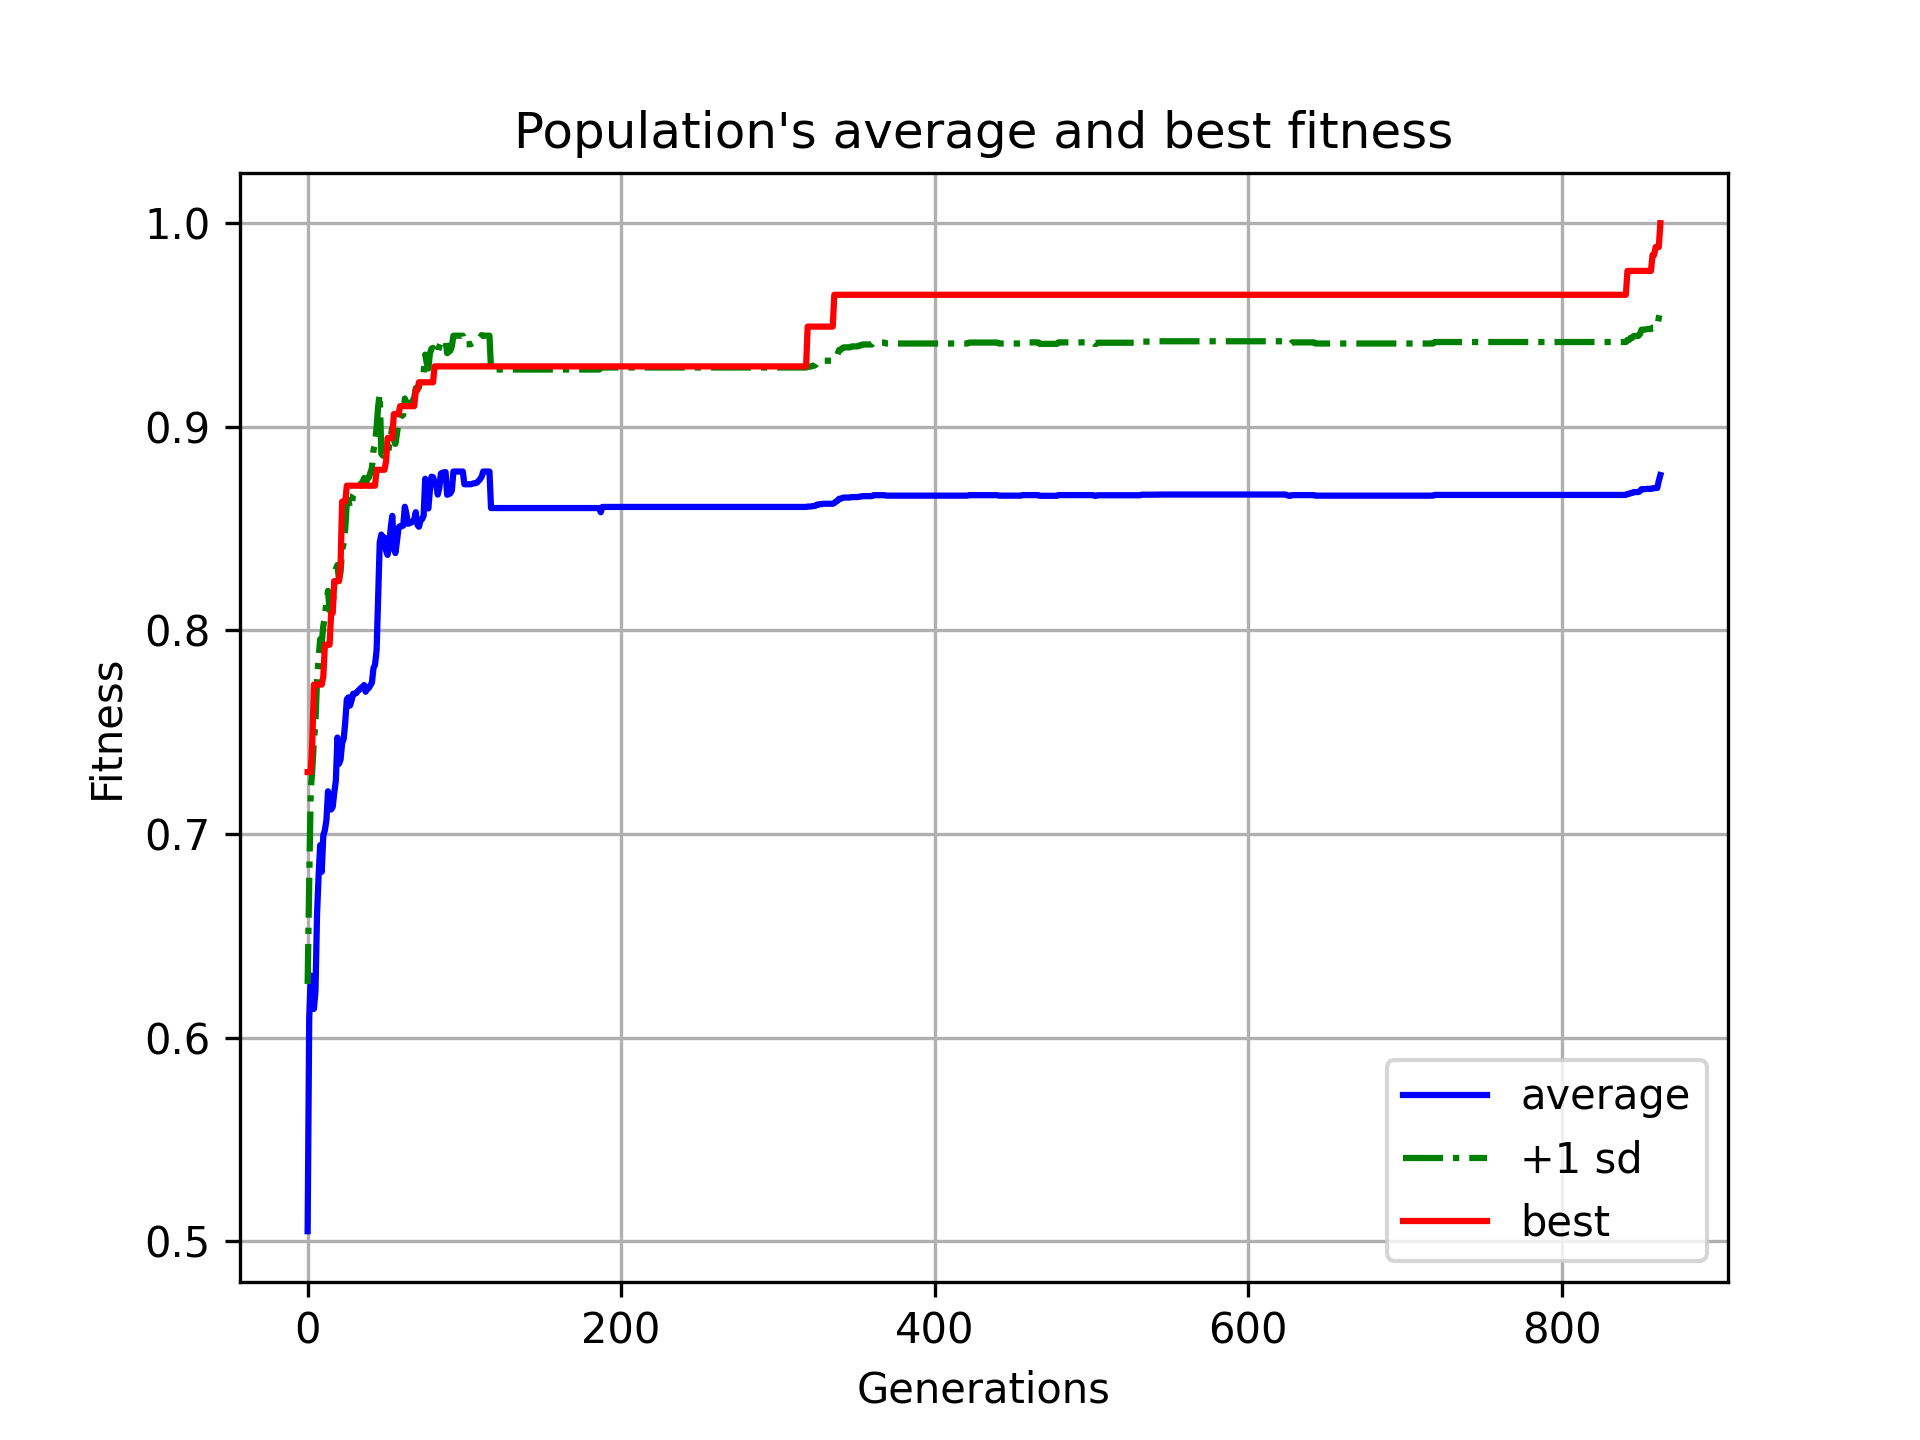 Population's average and best fitness
1.0
0.9
0.8
0.7
0.6
0.5
Fitness
0
200
400
600
800
Generations
average
+1 sd
best